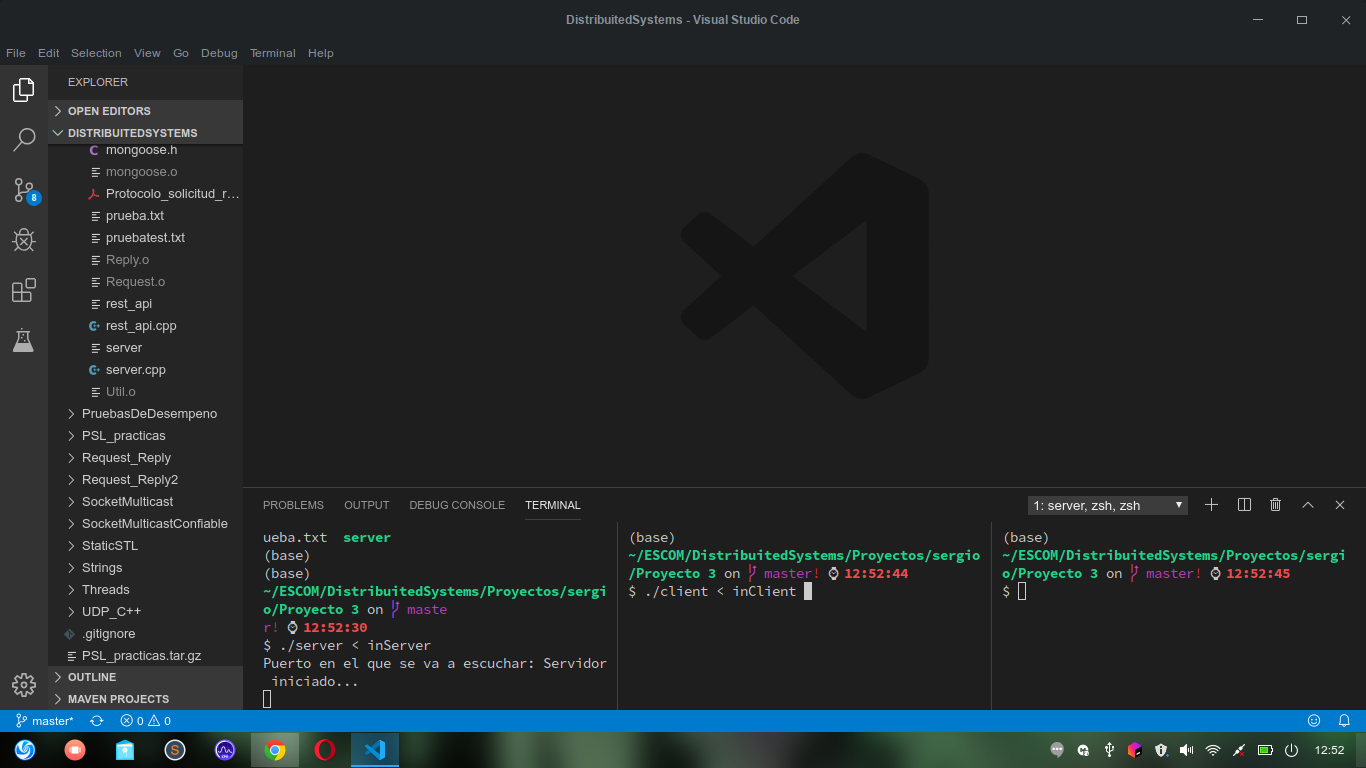 DistribuitedSystems - Visual Studio Code
File Edit Selection View Go Debug Terminal Help
EXPLORER
OPEN EDITORS
DISTRIBUITEDSYSTEMS
mongoose.h
mongoose.o
Protocolo_solicitud_r...
prueba.txt
pruebatest.txt
Reply.o
Request.o
rest_api
rest_api.cpp
server
server.cpp
Util.o
PruebasDeDesempeno
PSL_practicas
Request_Reply
Request_Reply2
SocketMulticast
SocketMulticastConfiable
StaticSTL
Strings
Threads
UDP_C++
.gitignore
PSL_practicas.tar.gz
OUTLINE
MAVEN PROJECTS
8
PROBLEMS OUTPUT DEBUG CONSOLE TERMINAL
1: server, zsh, zsh
ueba.txt server
(base)
(base)
~/ESCOM/DistribuitedSystems/Proyectos/sergi
o/Proyecto 3 on maste
r! 12:52:30
$ ./server < inServer
Puerto en el que se va a escuchar: Servidor
iniciado...
(base)
~/ESCOM/DistribuitedSystems/Proyectos/sergio
/Proyecto 3 on master! 12:52:44
$ ./client < inClient
(base)
~/ESCOM/DistribuitedSystems/Proyectos/sergi
o/Proyecto 3 on master! 12:52:45
$
master* 0 0
12:52